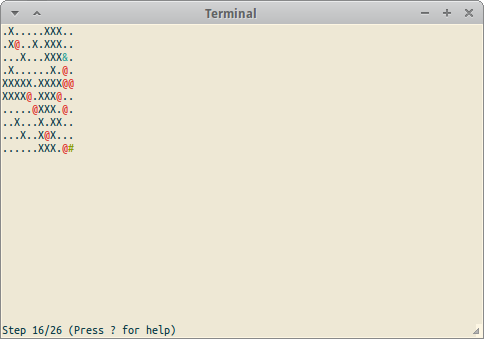 Terminal
.X.....XXX..
.X@..X.XXX..
...X...XXX&.
.X......X.@.
XXXXX.XXXX@@
XXXX@.XXX@..
.....@XXX.@.
..X...X.XX..
...X..X@X...
......XXX.@#
Step 16/26 (Press ? for help)